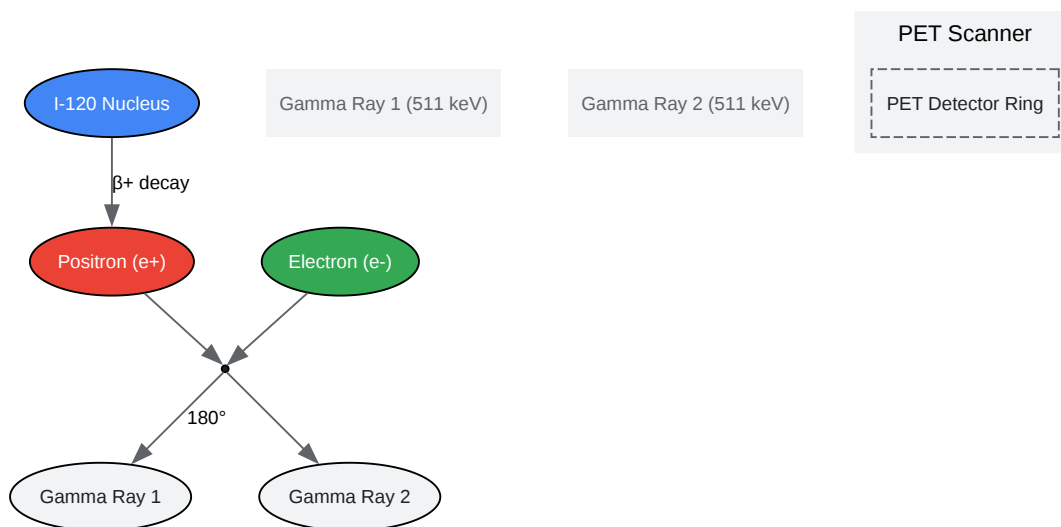 PET Scanner
I-120 Nucleus
Gamma Ray 1 (511 keV)
Gamma Ray 2 (511 keV)
PET Detector Ring
β+ decay
Positron (e+)
Electron (e-)
180°
Gamma Ray 1
Gamma Ray 2